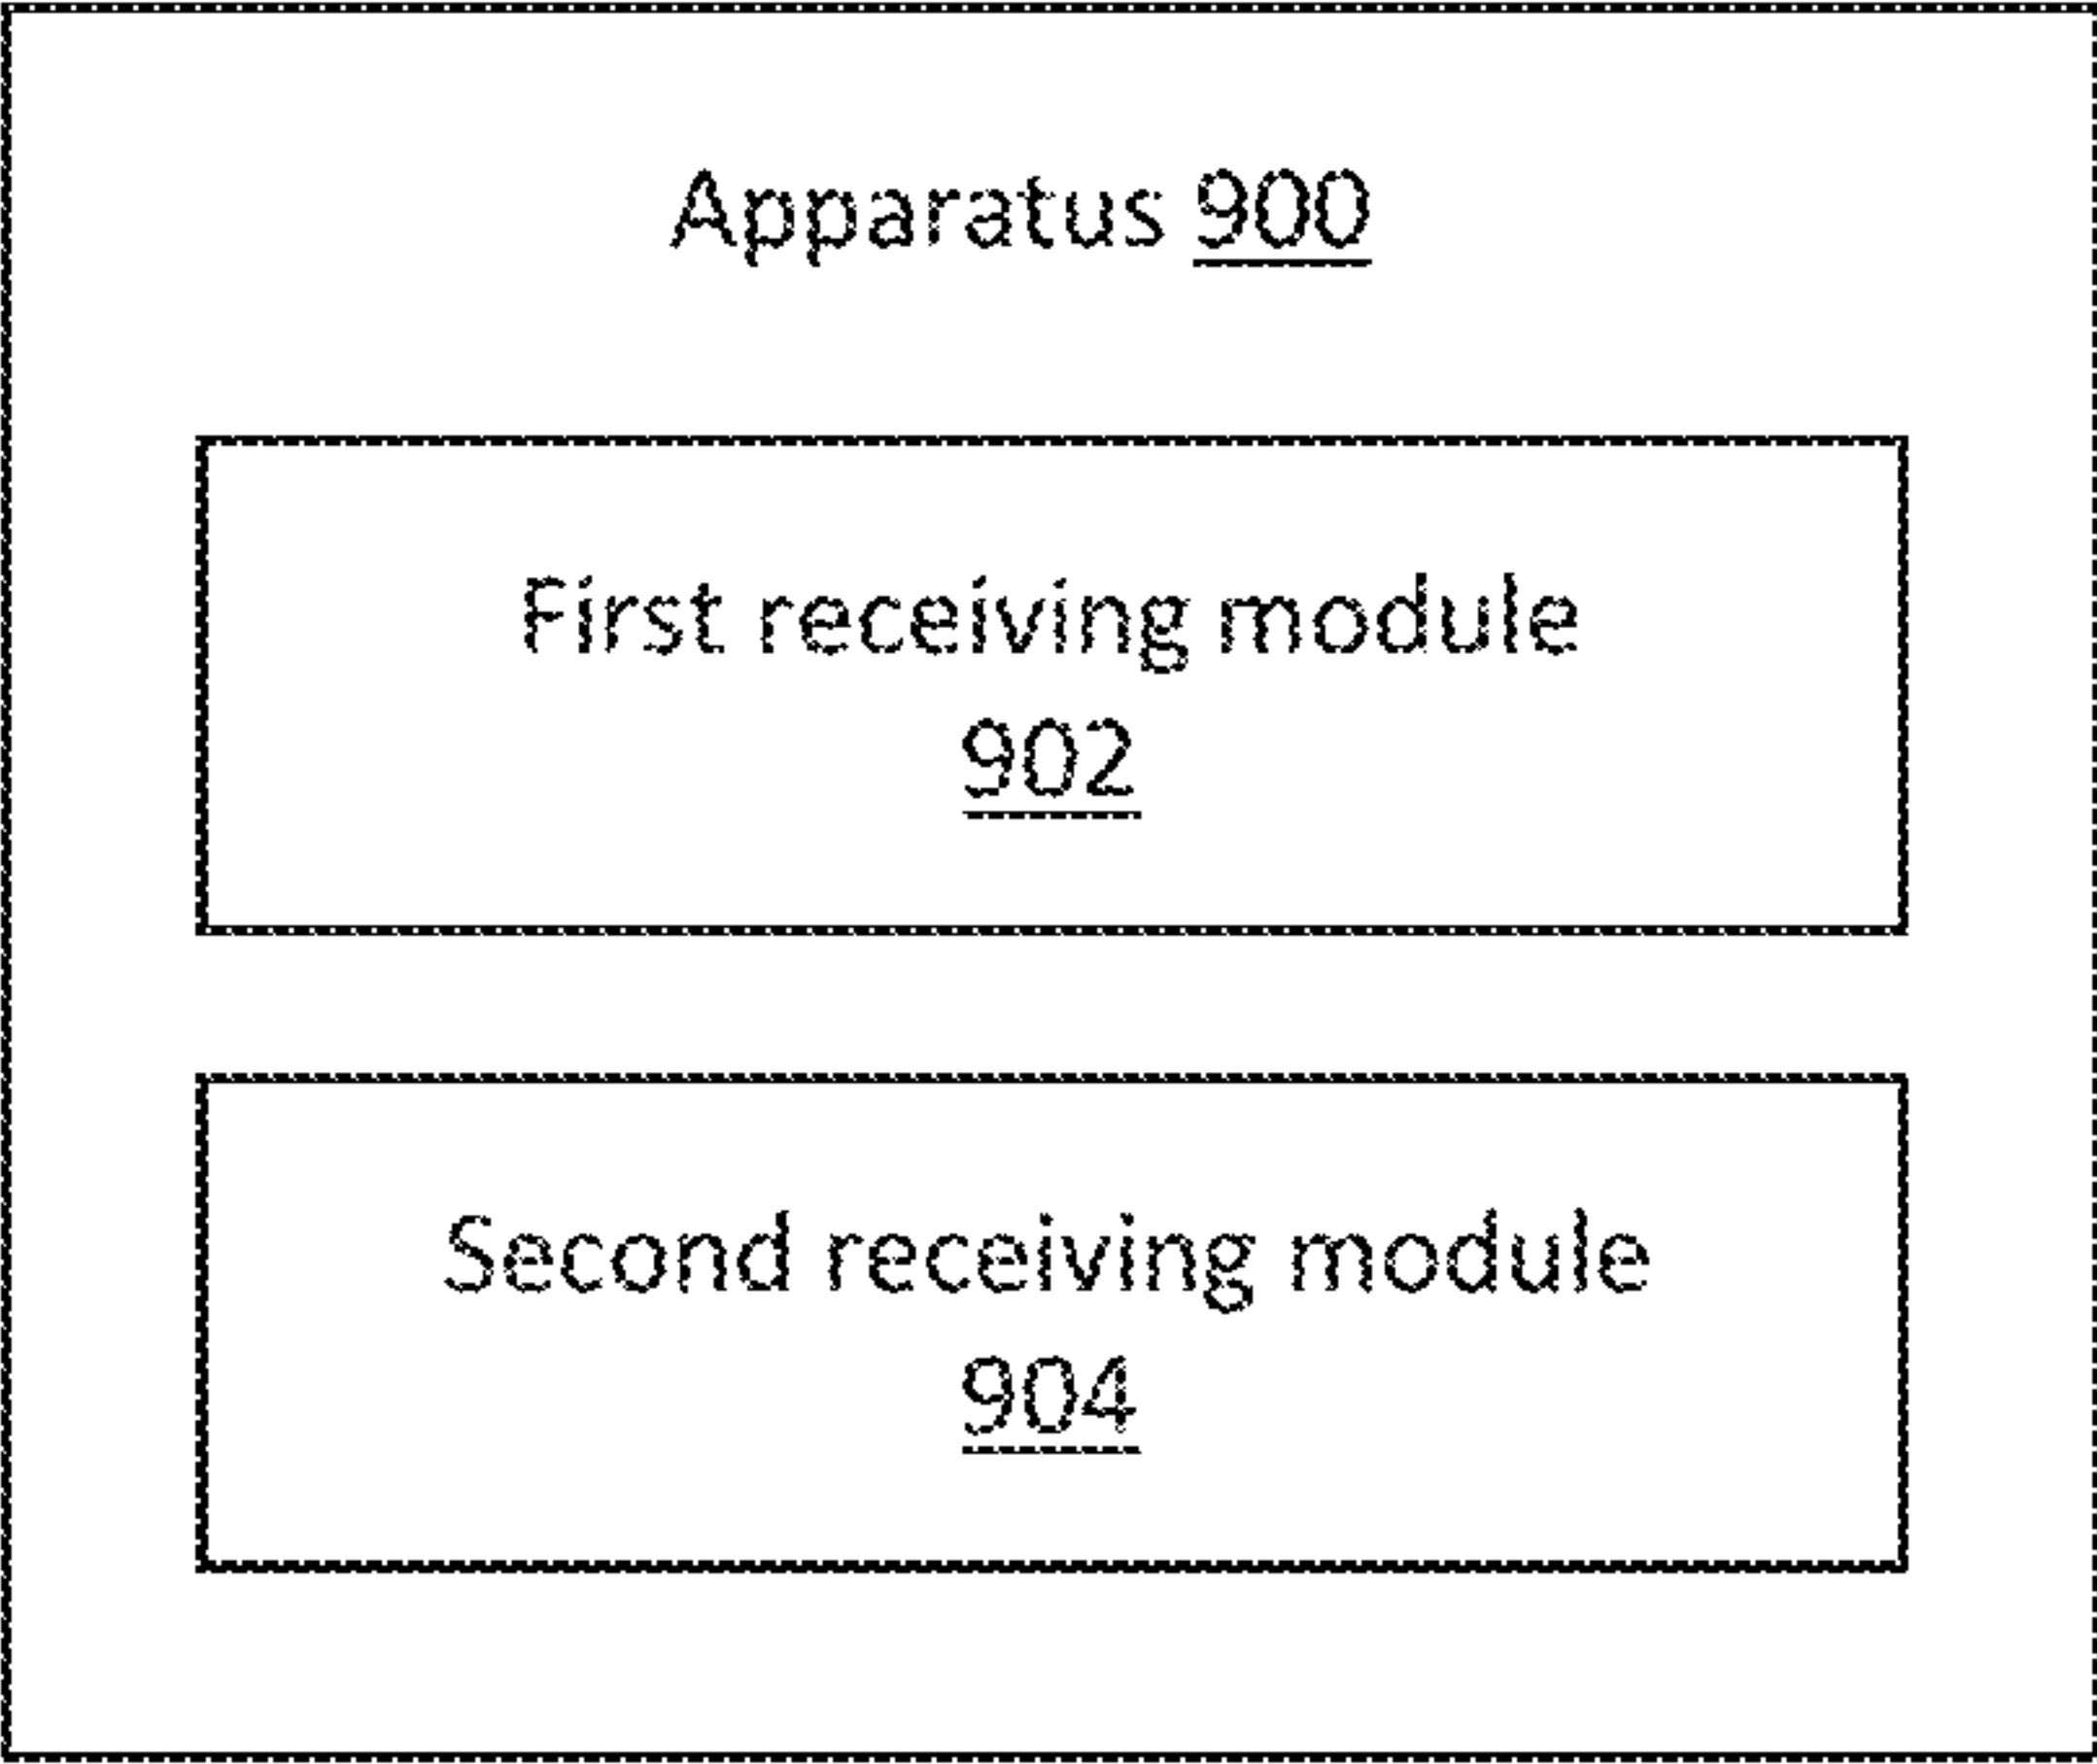 Apparatus 900
First receiving module
902
Second receiving module
904